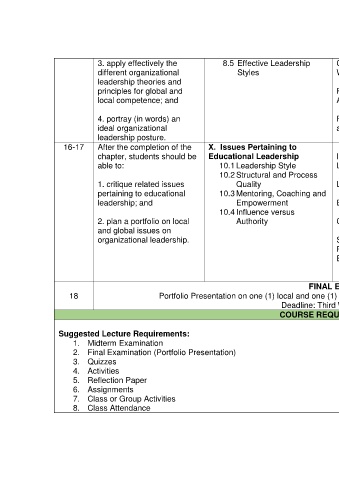 3. apply effectively the
different organizational
leadership theories and
principles for global and
local competence; and
4. portray (in words) an
ideal organizational
leadership posture.
8.5 Effective Leadership
Styles
16-17
After the completion of the
chapter, students should be
able to:
1. critique related issues
pertaining to educational
leadership; and
2. plan a portfolio on local
and global issues on
organizational leadership.
X. Issues Pertaining to
Educational Leadership
10.1 Leadership Style
10.2 Structural and Process
Quality
10.3 Mentoring, Coaching and
Empowerment
10.4 Influence versus
Authority
FINAL E
18
Portfolio Presentation on one (1) local and one (1)
Deadline: Third
COURSE REQU
Suggested Lecture Requirements:
1. Midterm Examination
2. Final Examination (Portfolio Presentation)
3. Quizzes
4. Activities
5. Reflection Paper
6. Assignments
7. Class or Group Activities
8. Class Attendance